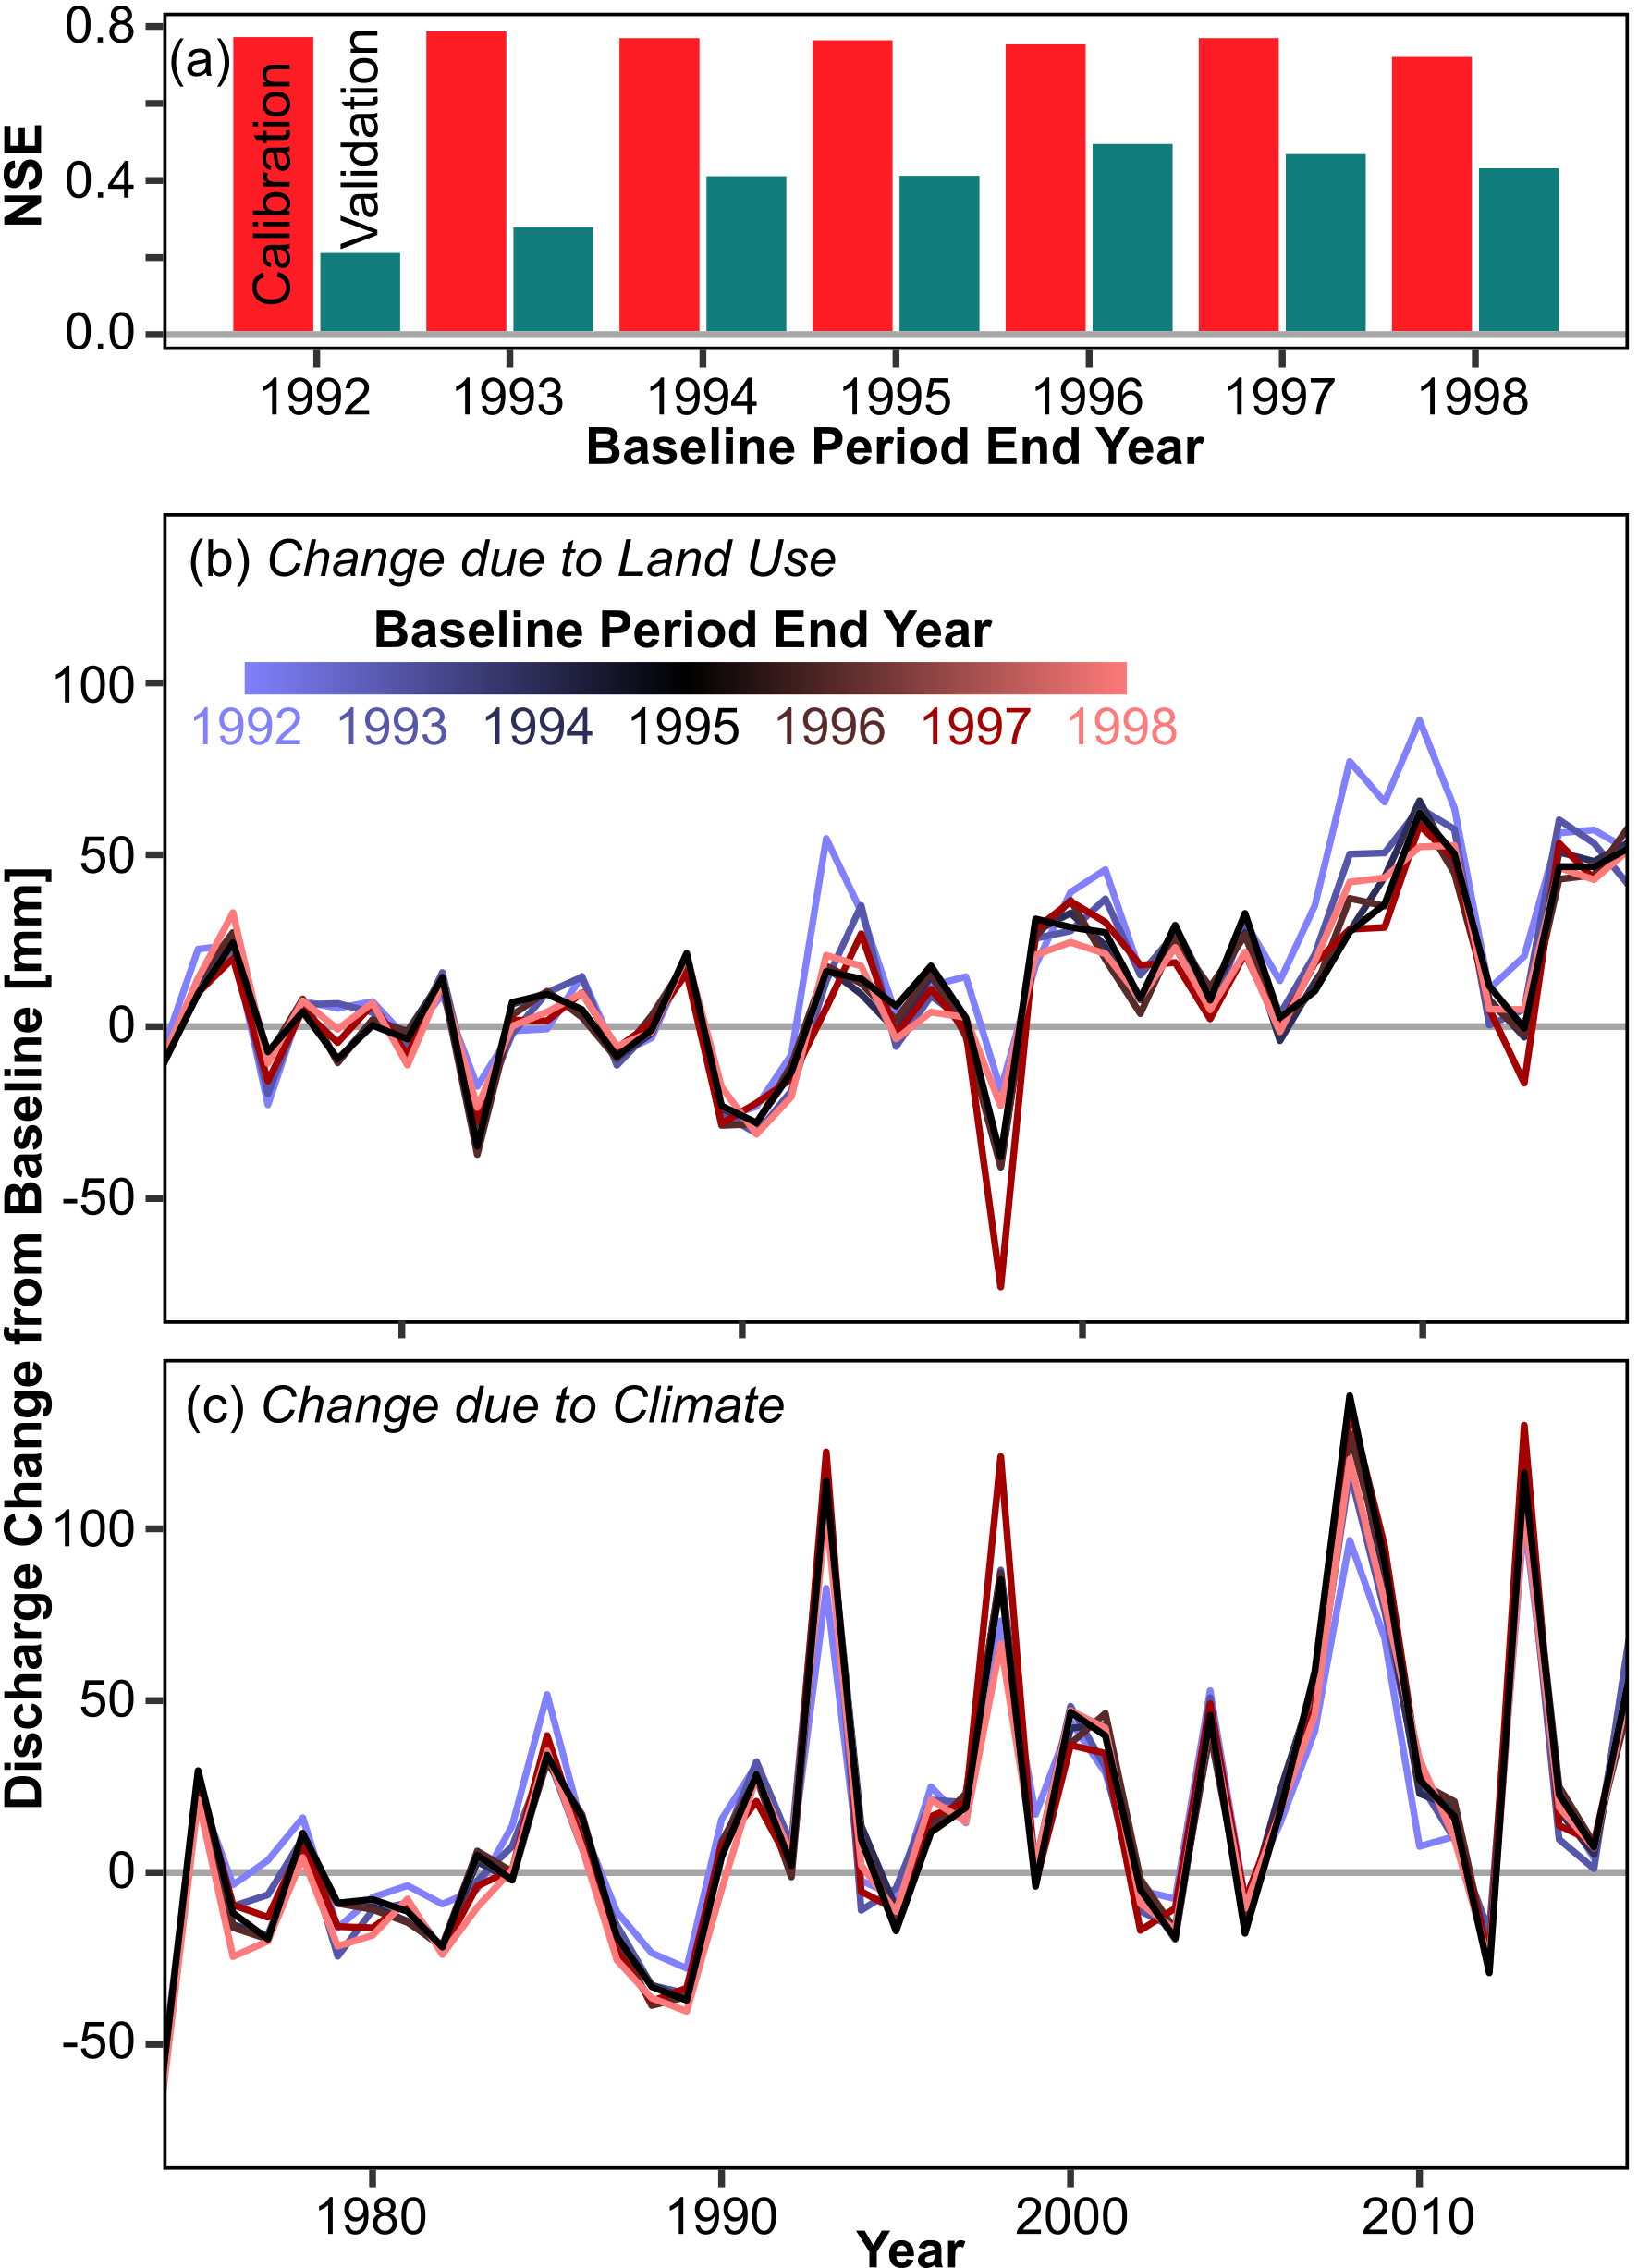 (a)
NSE
0.8
0.4
0.0
Calibration
Validation
1992 1993 1994 1995 1996 1997 1998
Baseline Period End Year
(b) Change due to Land Use
Baseline Period End Year
1992 1993 1994 1995 1996 1997 1998
100
50
0
-50
Discharge Change from Baseline [mm]
(c) Change due to Climate
100
50
0
-50
1980 1990 2000 2010
Year